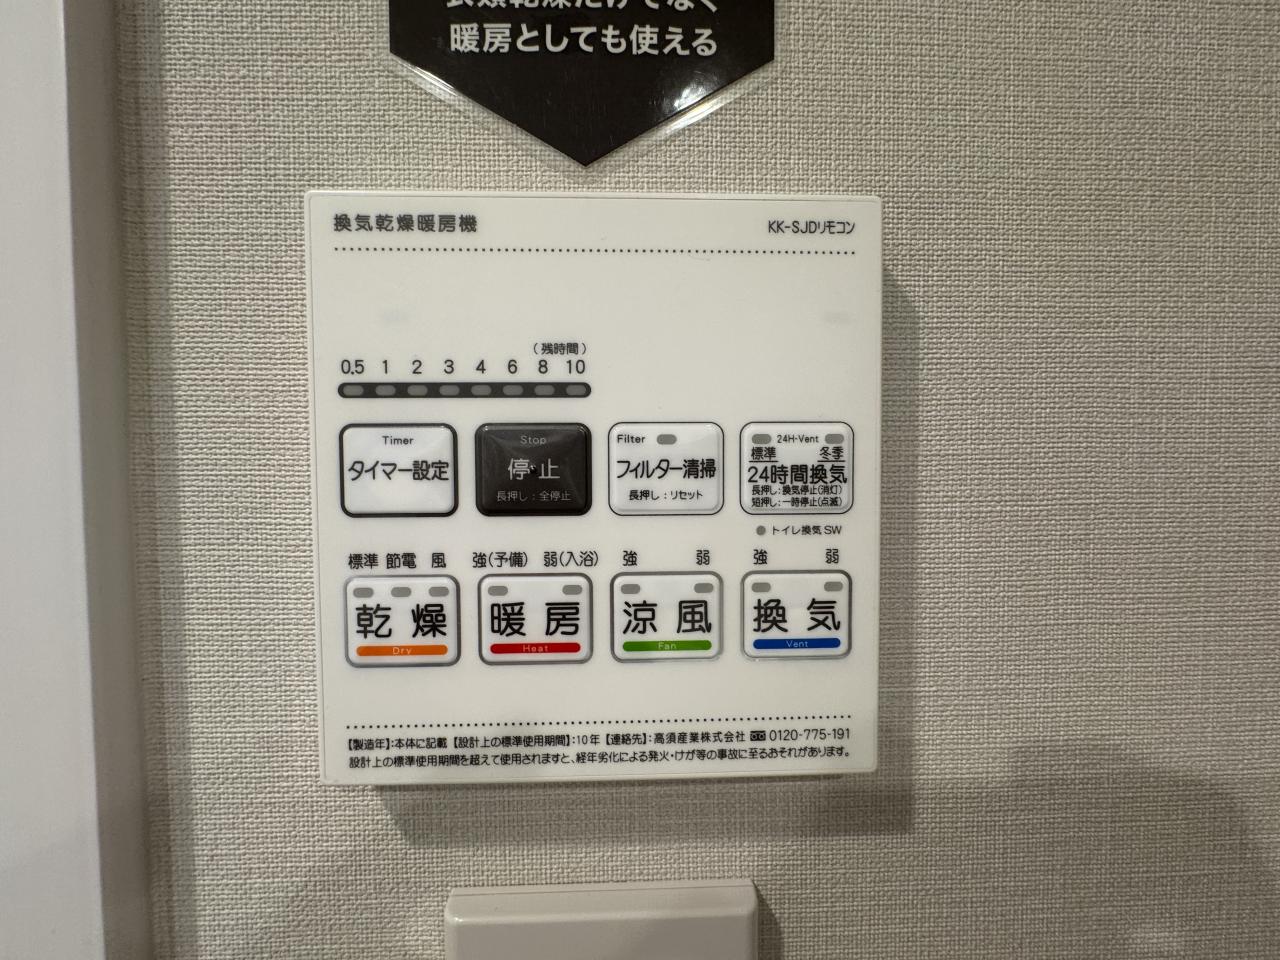 衣類乾燥だけでなく
暖房としても使える
換気乾燥暖房機
KK-SJDリモコン
(残時間)
0.5 1 2 3 4 6 8 10
Timer
タイマー設定
Stop
停止
長押し:全停止
Filter
フィルター清掃
長押し:リセット
24H-Vent
標準 冬季
24時間換気
長押し:換気停止(消灯)
短押し:一時停止(点滅)
トイレ換気SW
標準 節電 風
乾燥
Dry
強(予備) 弱(入浴)
暖房
Heat
強 弱
涼風
Fan
強 弱
換気
Vent
【製造年】:本体に記載【設計上の標準使用期間】:10年【連絡先】:高須産業株式会社 0120-775-191
設計上の標準使用期間を超えて使用されますと、経年劣化による発火・けが等の事故に至るおそれがあります。